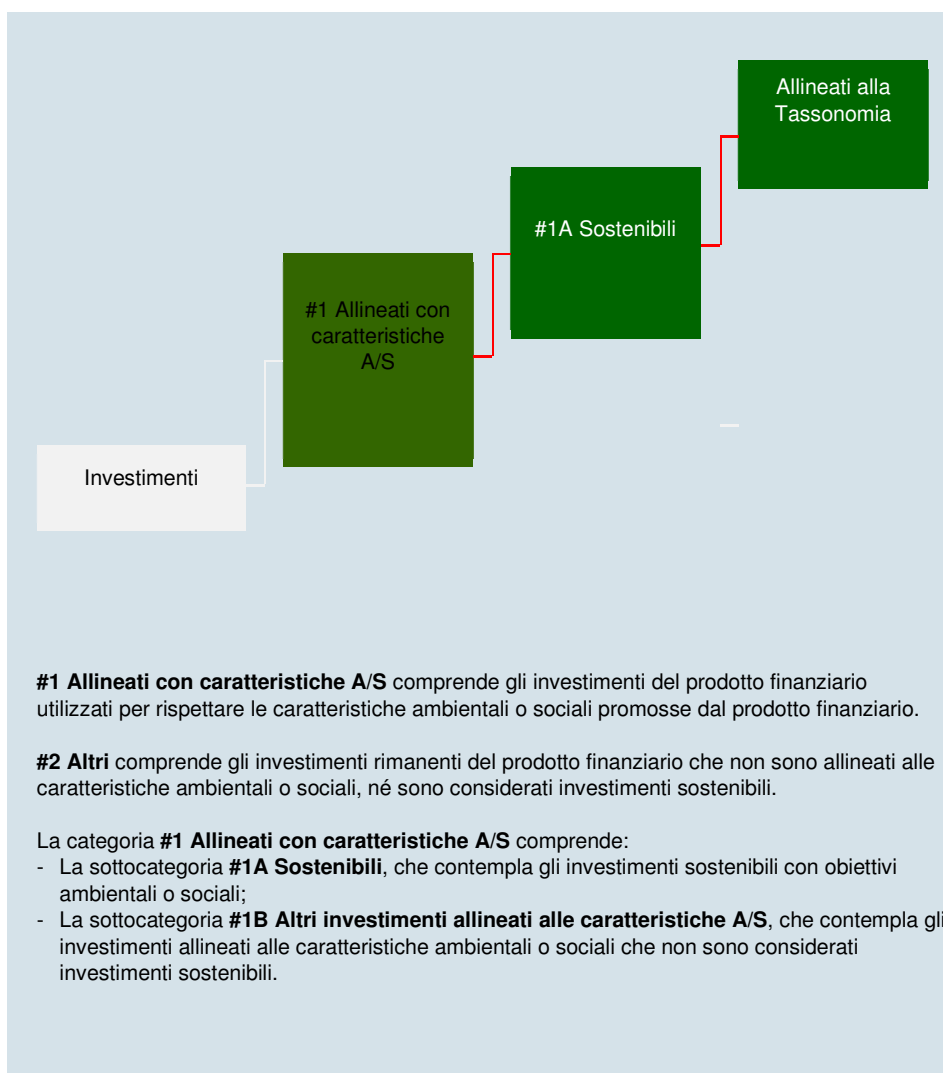 Allineati alla
Tassonomia
#1A Sostenibili
#1 Allineati con
caratteristiche
A/S
Investimenti
#1 Allineati con caratteristiche A/S comprende gli investimenti del prodotto finanziario
utilizzati per rispettare le caratteristiche ambientali o sociali promosse dal prodotto finanziario.
#2 Altri comprende gli investimenti rimanenti del prodotto finanziario che non sono allineati alle
caratteristiche ambientali o sociali, né sono considerati investimenti sostenibili.
La categoria #1 Allineati con caratteristiche A/S comprende:
- La sottocategoria #1A Sostenibili, che contempla gli investimenti sostenibili con obiettivi
ambientali o sociali;
- La sottocategoria #1B Altri investimenti allineati alle caratteristiche A/S, che contempla gli
investimenti allineati alle caratteristiche ambientali o sociali che non sono considerati
investimenti sostenibili.